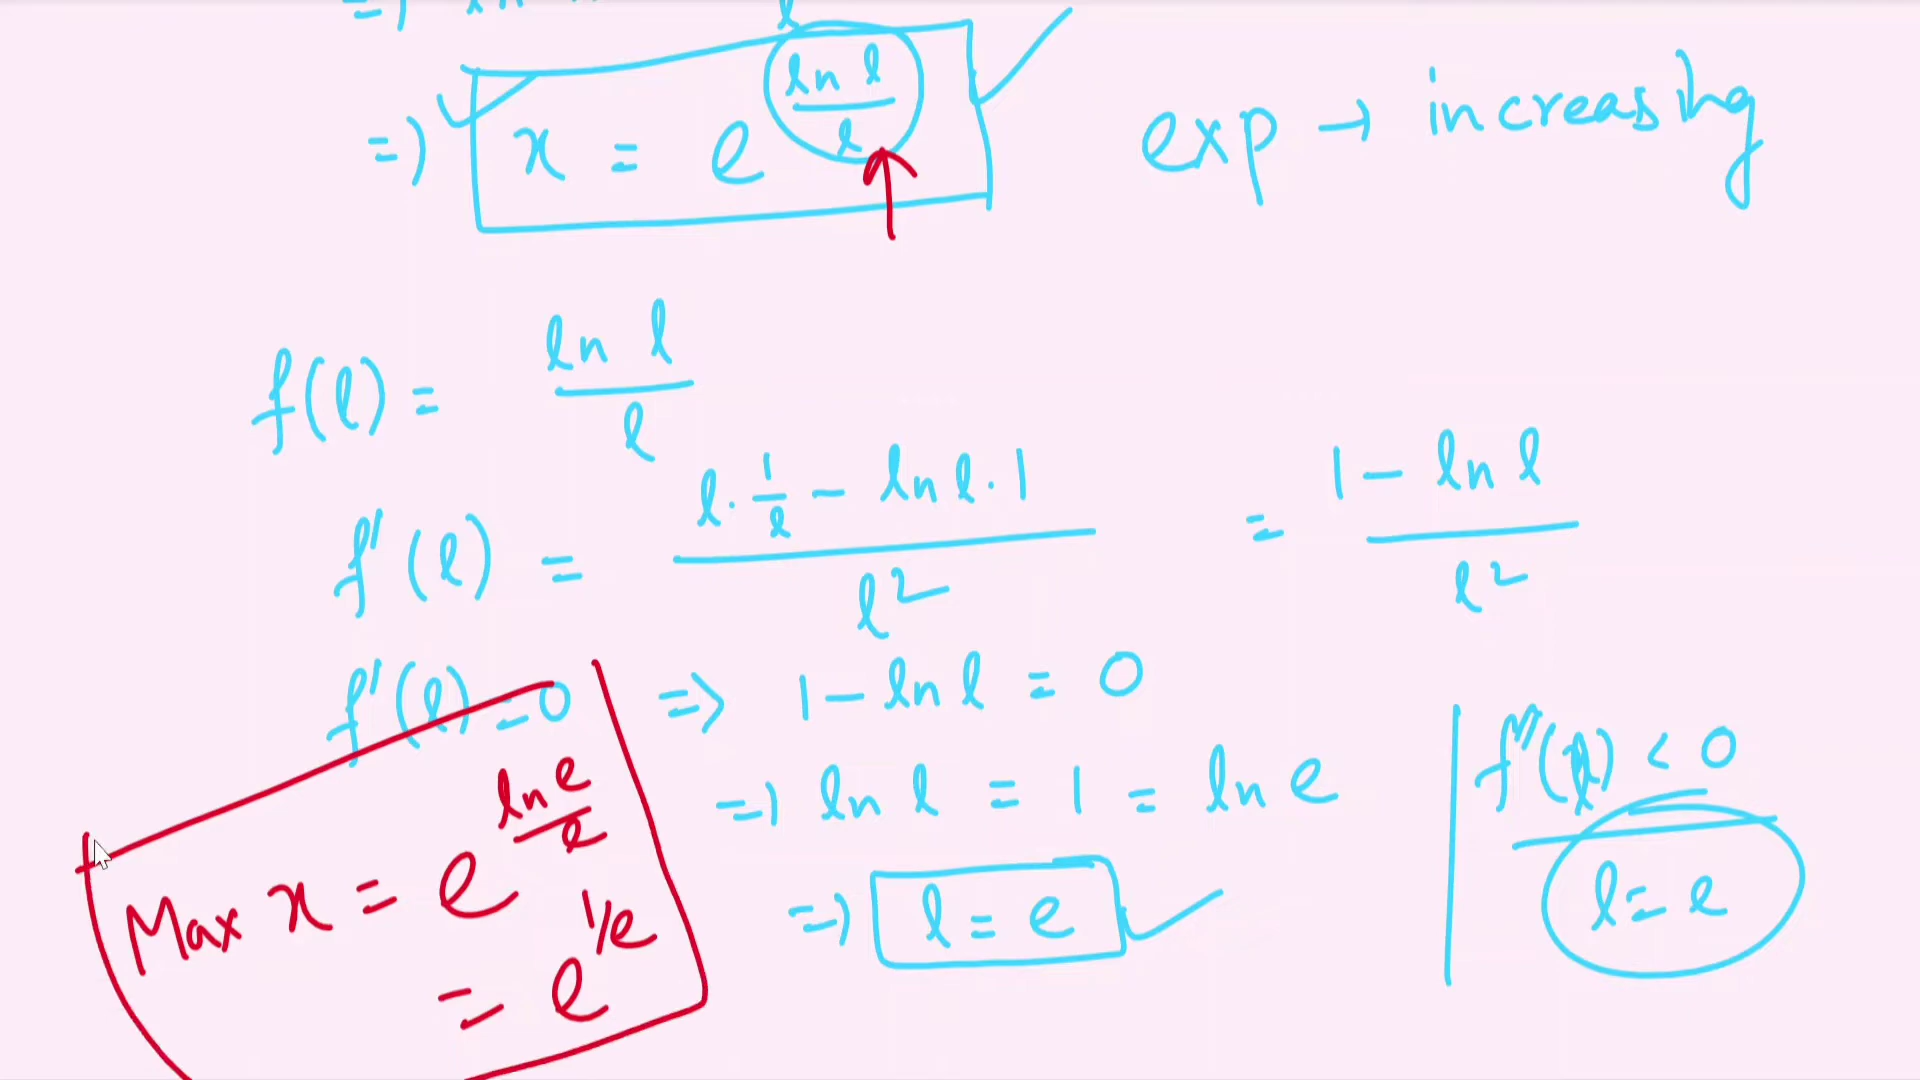 => x = e^(ln l / l) exp → increasing
f(l) = ln l / l
f'(l) = (l · 1/l − ln l · 1) / l² = (1 − ln l) / l²
f'(l) = 0 => 1 − ln l = 0
=> ln l = 1 = ln e
=> l = e
f''(l) < 0
l = e
Max x = e^(ln e / e)
= e^(1/e)